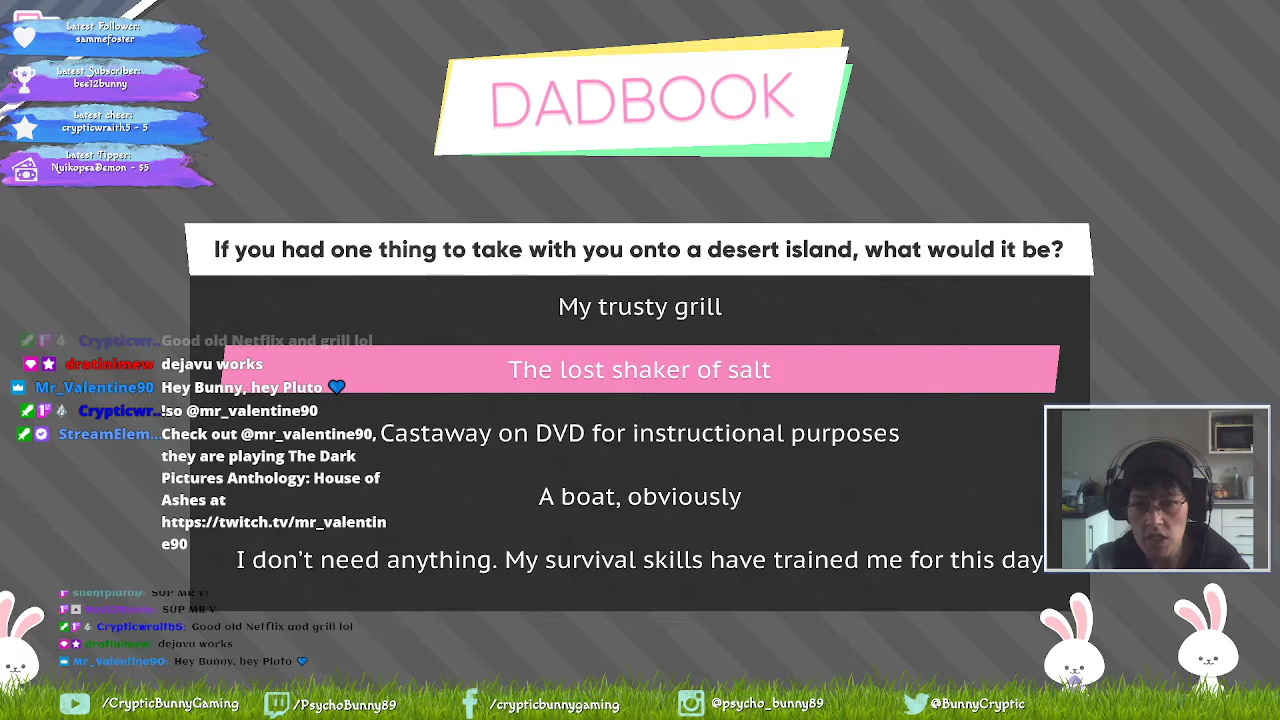 Latest Follower:
sammefoster
Latest Subscriber:
bee12bunny
Latest cheer:
crypticwraith5 - 5
Latest Tipper:
NyikopeaDemon - $5
DADBOOK
If you had one thing to take with you onto a desert island, what would it be?
My trusty grill
The lost shaker of salt
Castaway on DVD for instructional purposes
A boat, obviously
I don't need anything. My survival skills have trained me for this day
Crypticwr... Good old Netflix and grill lol
dratinimew dejavu works
Mr_Valentine90 Hey Bunny, hey Pluto
Crypticwr... !so @mr_valentine90
StreamElem... Check out @mr_valentine90,
they are playing The Dark
Pictures Anthology: House of
Ashes at
https://twitch.tv/mr_valentin
e90
silentpluto9: SUP MR V!
SUP MR V
Crypticwraith5: Good old Netflix and grill lol
dratinimew: dejavu works
Mr_Valentine90: Hey Bunny, hey Pluto
/CrypticBunnyGaming
/PsychoBunny89
/crypticbunnygaming
@psycho_bunny89
@BunnyCryptic